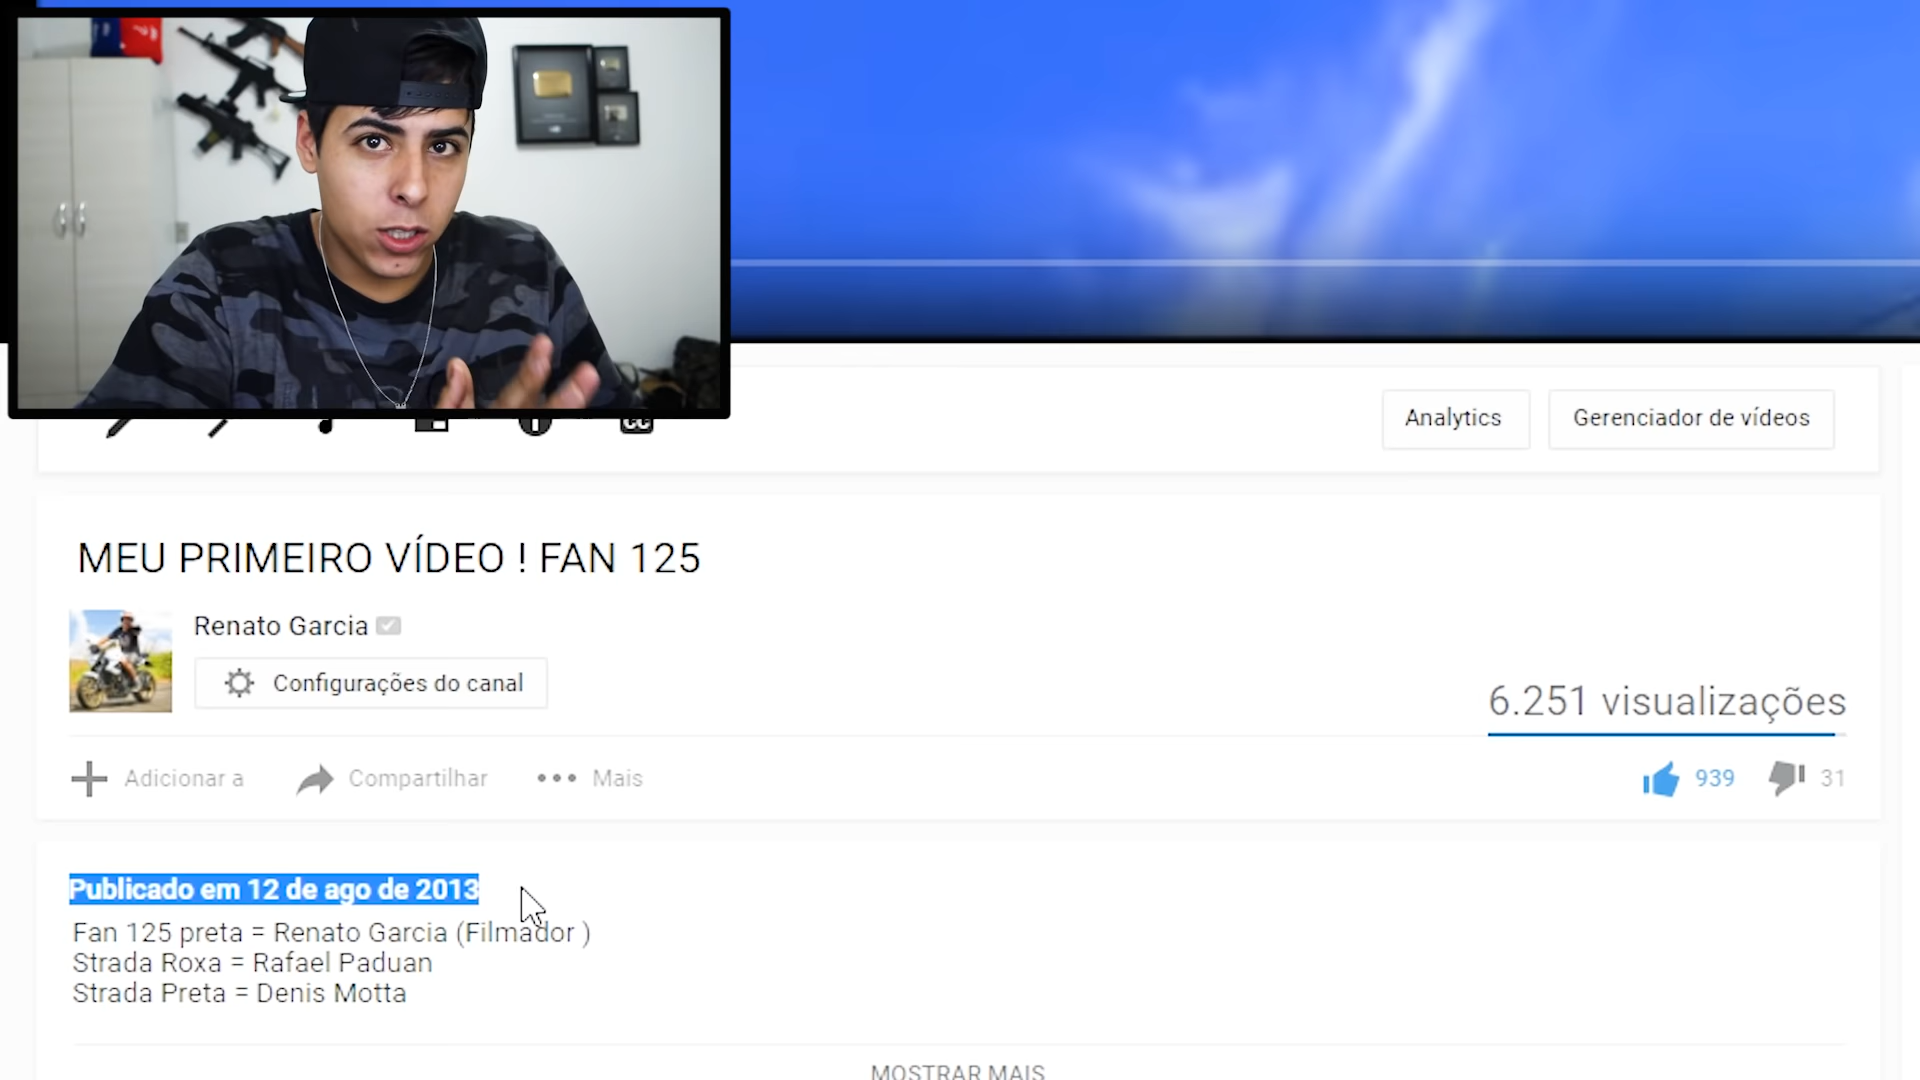 Analytics
Gerenciador de vídeos
MEU PRIMEIRO VÍDEO ! FAN 125
Renato Garcia
Configurações do canal
6.251 visualizações
Adicionar a
Compartilhar
Mais
939
31
Publicado em 12 de ago de 2013
Fan 125 preta = Renato Garcia (Filmador )
Strada Roxa = Rafael Paduan
Strada Preta = Denis Motta
MOSTRAR MAIS